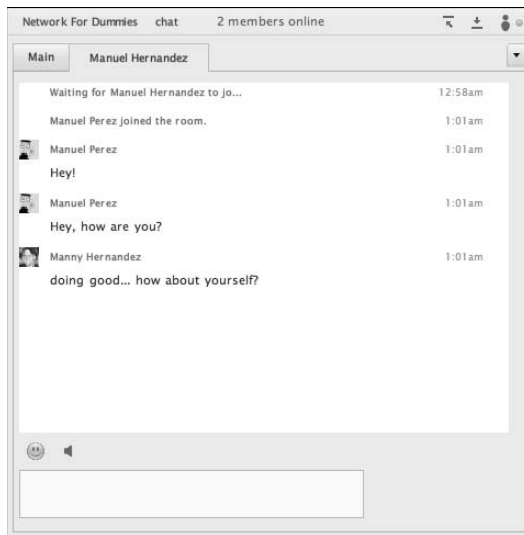 Network For Dummies chat 2 members online
Main Manuel Hernandez
Waiting for Manuel Hernandez to jo... 12:58am
Manuel Perez joined the room. 1:01am
Manuel Perez 1:01am
Hey!
Manuel Perez 1:01am
Hey, how are you?
Manny Hernandez 1:01am
doing good... how about yourself?